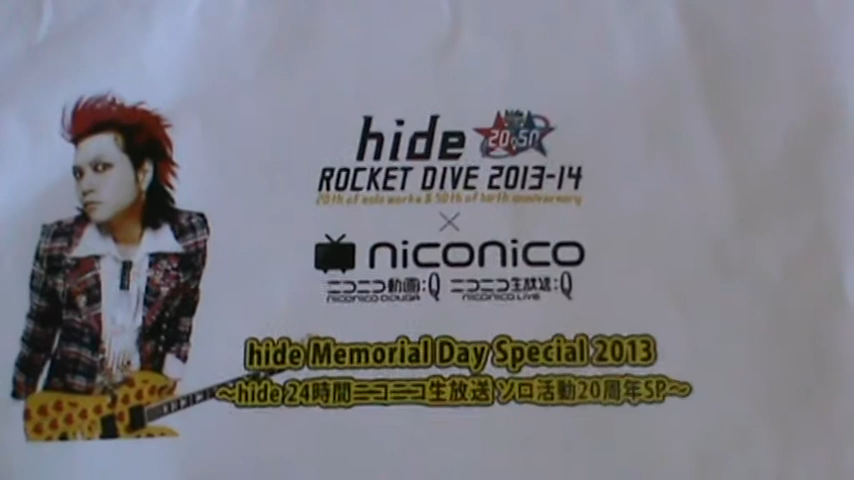 hide 20&50
ROCKET DIVE 2013-14
20th of solo works & 50th of birth anniversary
×
niconico
ニコニコ動画:Q ニコニコ生放送:Q
NICONICO DOUGA NICONICO LIVE
hide Memorial Day Special 2013
～hide 24時間ニコニコ生放送 ソロ活動20周年SP～